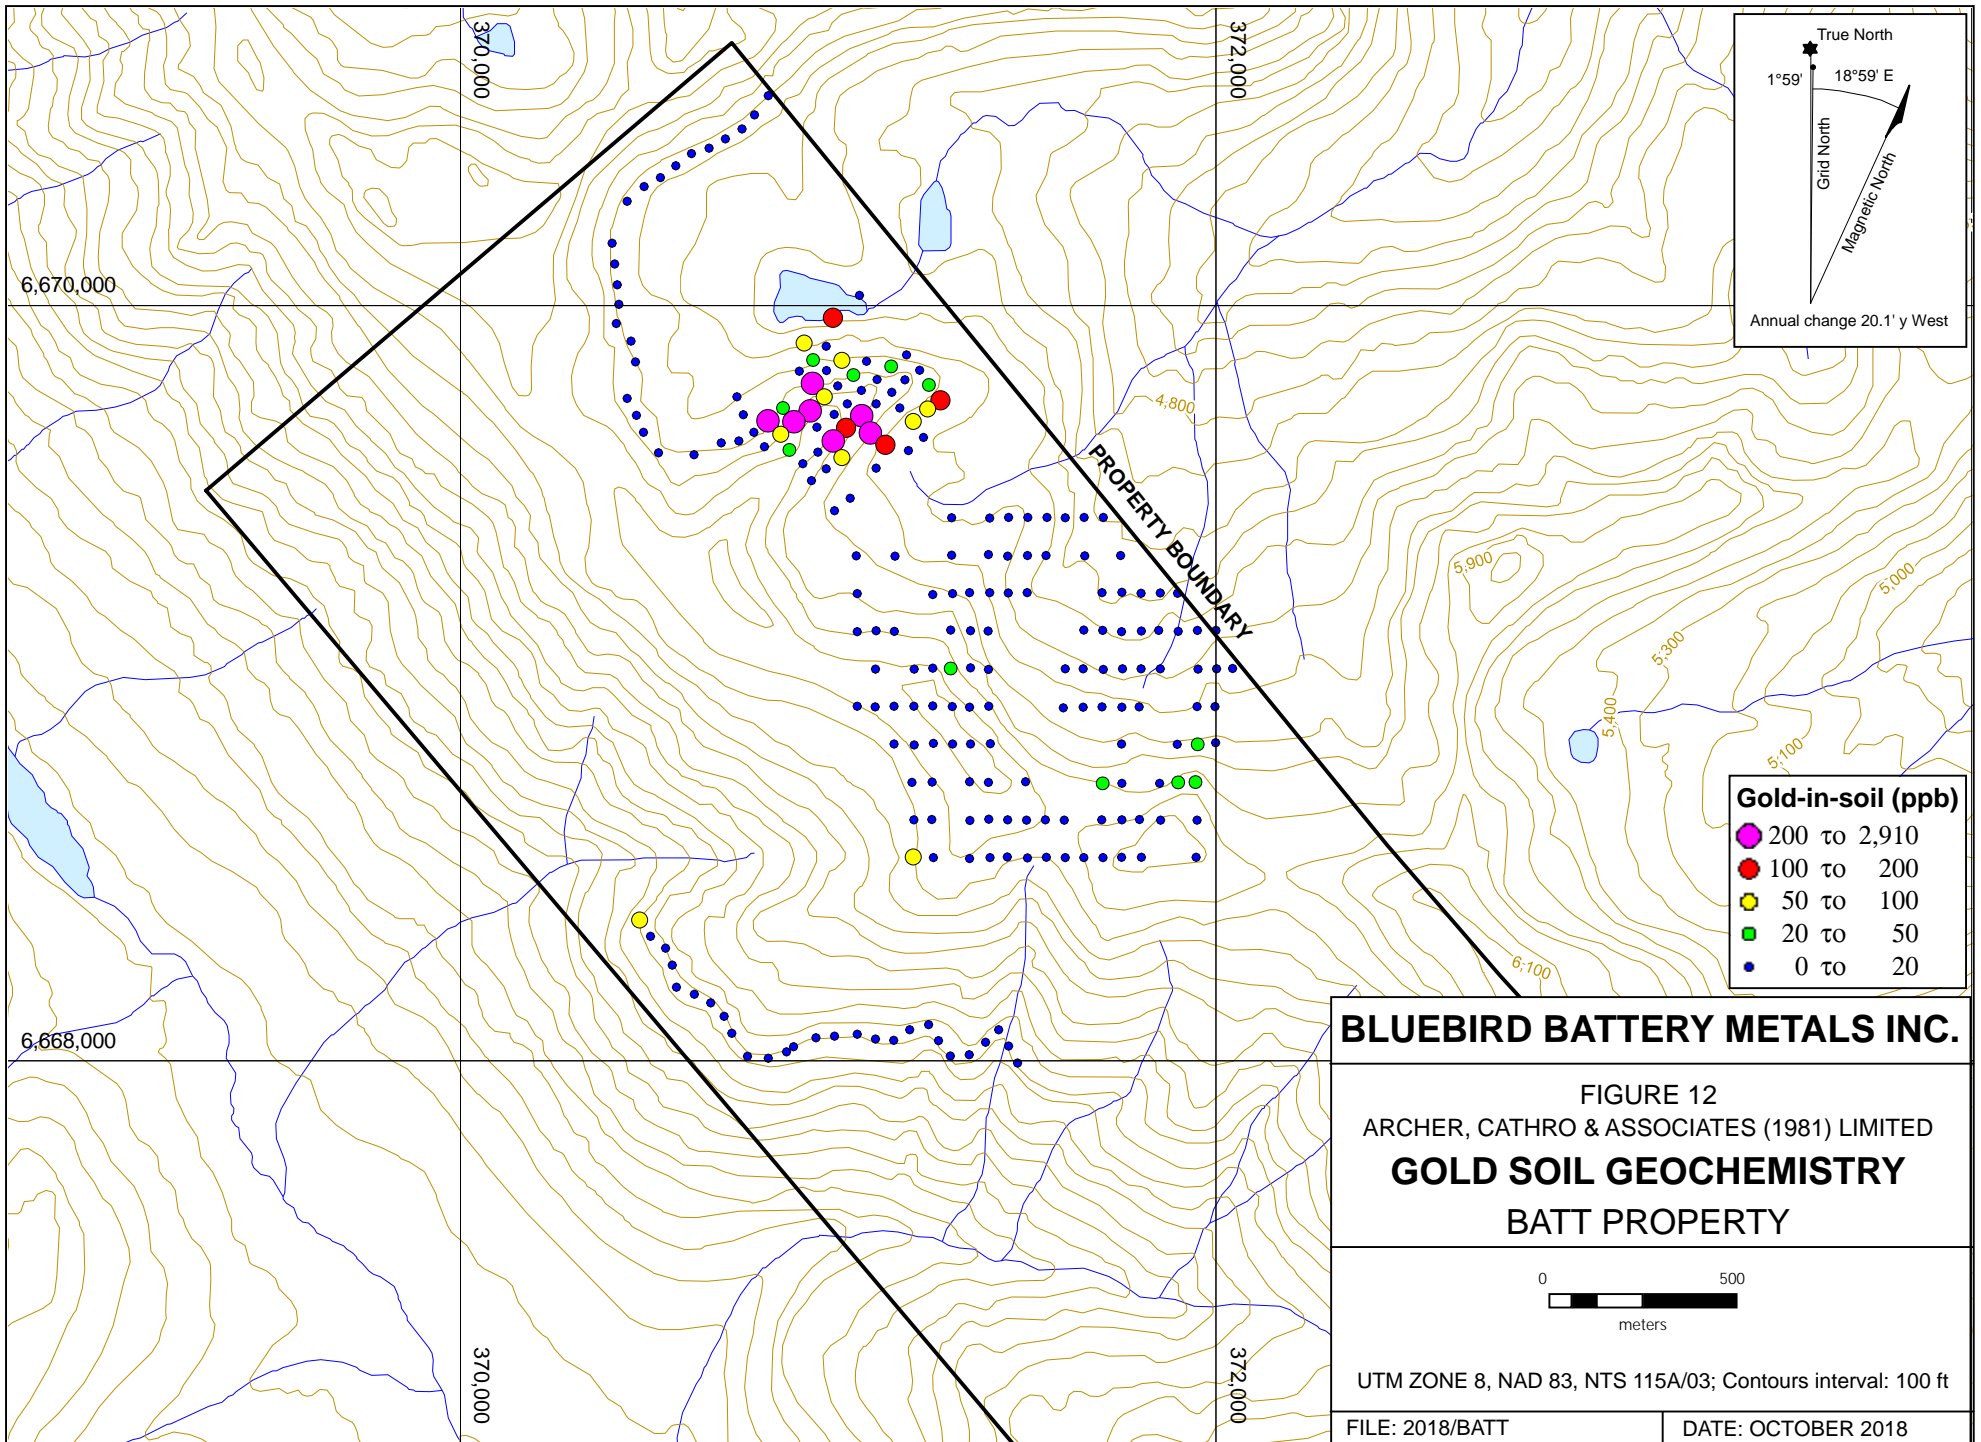 370,000
372,000
True North
1°59'
18°59' E
Grid North
Magnetic North
Annual change 20.1' y West
6,670,000
4,800
PROPERTY BOUNDARY
5,900
5,000
5,300
5,400
5,100
Gold-in-soil (ppb)
200 to 2,910
100 to 200
50 to 100
20 to 50
0 to 20
6,100
6,668,000
BLUEBIRD BATTERY METALS INC.
FIGURE 12
ARCHER, CATHRO & ASSOCIATES (1981) LIMITED
GOLD SOIL GEOCHEMISTRY
BATT PROPERTY
0 500
meters
370,000
372,000
UTM ZONE 8, NAD 83, NTS 115A/03; Contours interval: 100 ft
FILE: 2018/BATT
DATE: OCTOBER 2018